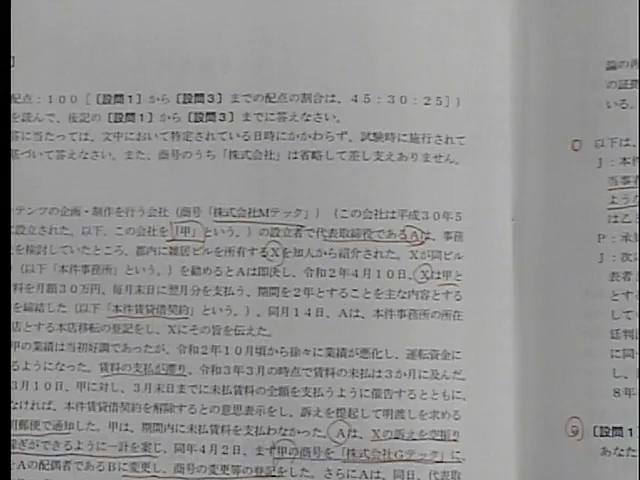 ]
配点：１００［〔設問１〕から〔設問３〕までの配点の割合は，４５：３０：２５］）
を読んで，後記の〔設問１〕から〔設問３〕までに答えなさい。
答に当たっては，文中において特定されている日時にかかわらず，試験時に施行されて
基づいて答えなさい。また，商号のうち「株式会社」は省略して差し支えありません。
ンテンツの企画・制作を行う会社（商号「株式会社Ｍテック」）（この会社は平成３０年５
設立された。以下，この会社を「甲」という。）の設立者で代表取締役であるＡは，事務
を検討していたところ，都内に雑居ビルを所有するＸを知人から紹介された。Ｘが同ビル
（以下「本件事務所」という。）を勧めるとＡは即決し，令和２年４月１０日，Ｘは甲と
料を月額３０万円，毎月末日に翌月分を支払う，期間を２年とすることを主な内容とする
を締結した（以下「本件賃貸借契約」という。）。同月１４日，Ａは，本件事務所の所在
店とする本店移転の登記をし，Ｘにその旨を伝えた。
甲の業績は当初好調であったが，令和２年１０月頃から徐々に業績が悪化し，運転資金に
るようになった。賃料の支払が滞り，令和３年３月の時点で賃料の未払は３か月に及んだ。
３月１０日，甲に対し，３月末日までに未払賃料の全額を支払うように催告するとともに，
なければ，本件賃貸借契約を解除するとの意思表示をし，訴えを提起して明渡しを求める
明郵便で通知した。甲は，期間内に未払賃料を支払わなかった。Ａは，Ｘの訴えを空振り
稼ぎができるように一計を案じ，同年４月２日，まず甲の商号を「株式会社Ｇテック」に，
をＡの配偶者であるＢに変更し，商号の変更等の登記をした。さらにＡは，同日，代表取
論の再
の証拠
いる。
以下は，
Ｊ：本件
当事者
ような
はと
Ｐ：承
Ｊ：次
表者
とす
して
廷判
に同
し，
８年
〔設問１
あなた